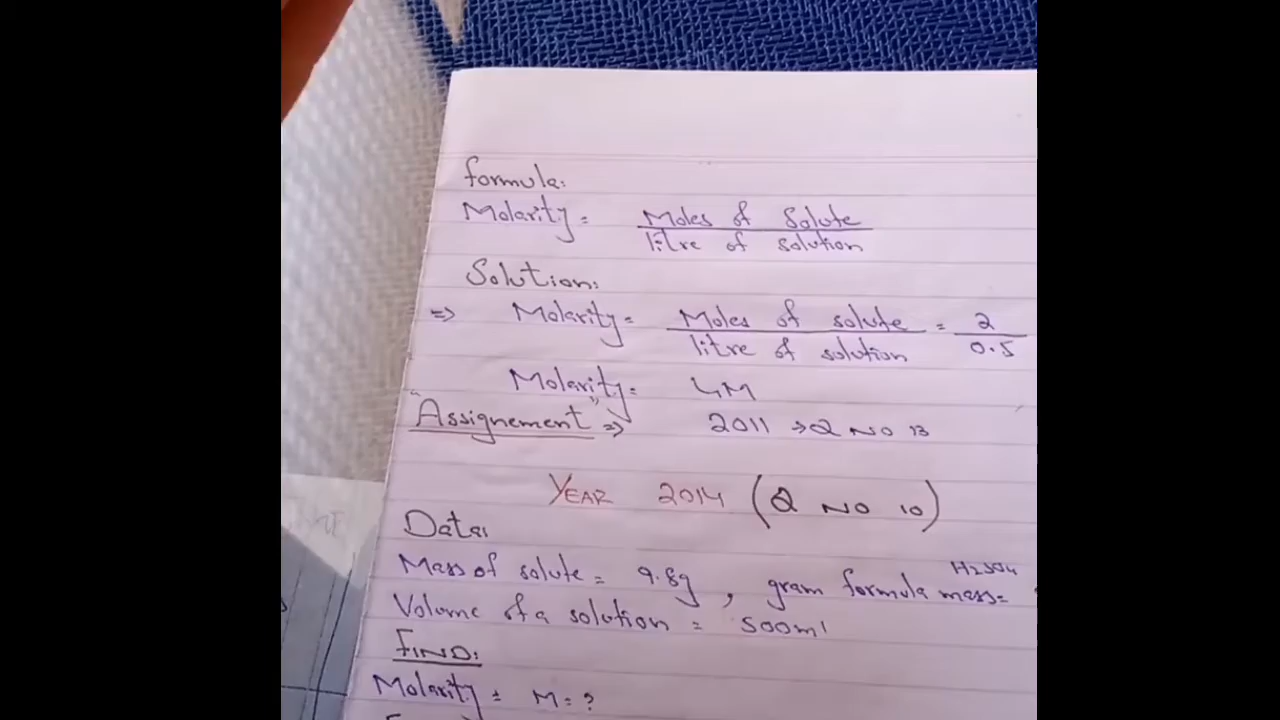 formula:
Molarity = Moles of Solute
litre of solution
Solution:
=> Molarity = Moles of solute = 2
litre of solution 0.5
Molarity = 4M
"Assignement" => 2011 → Q NO 13
YEAR 2014 (Q NO 10)
Data:
H2SO4
Mass of solute = 9.8g , gram formula mass =
Volume of a solution = 500ml
FIND:
Molarity = M = ?